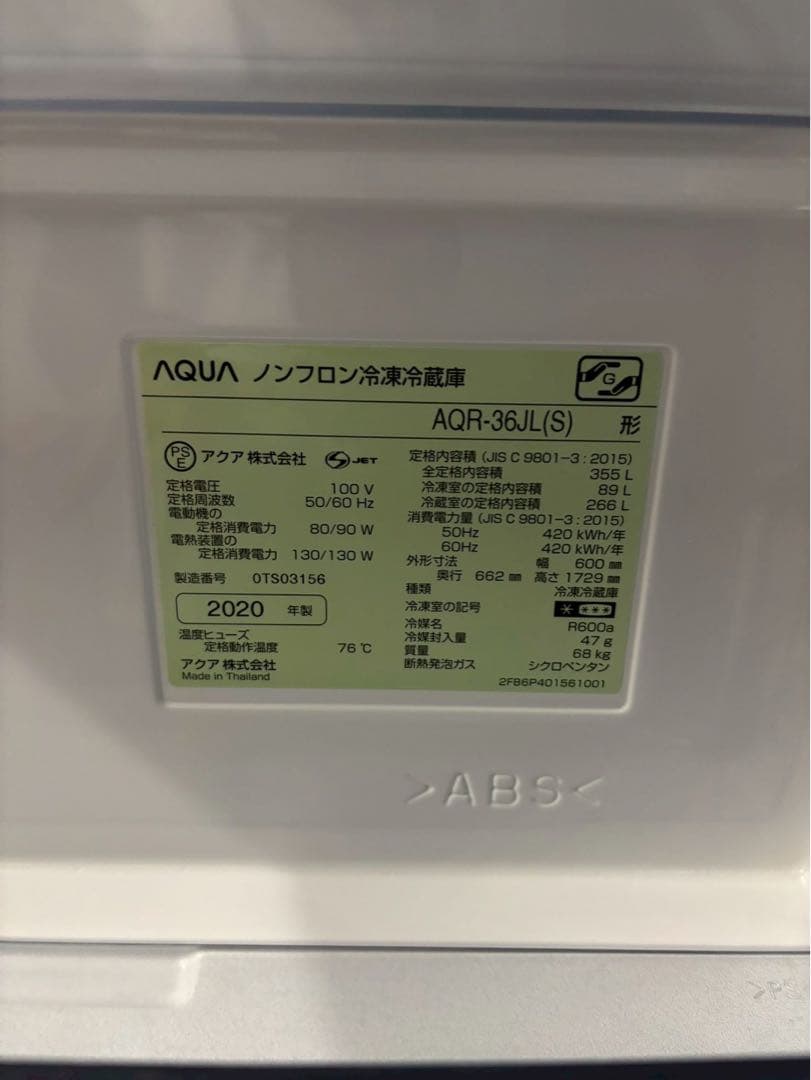 AQUA ノンフロン冷凍冷蔵庫
G
AQR-36JL(S) 形
PS E アクア株式会社 S JET
定格電圧 100 V
定格周波数 50/60 Hz
電動機の
定格消費電力 80/90 W
電熱装置の
定格消費電力 130/130 W
製造番号 0TS03156
2020 年製
温度ヒューズ
定格動作温度 76 ℃
アクア株式会社
Made in Thailand
定格内容積 (JIS C 9801-3 : 2015)
全定格内容積 355 L
冷凍室の定格内容積 89 L
冷蔵室の定格内容積 266 L
消費電力量 (JIS C 9801-3 : 2015)
50Hz 420 kWh/年
60Hz 420 kWh/年
外形寸法 幅 600 ㎜
奥行 662 ㎜ 高さ 1729 ㎜
種類 冷凍冷蔵庫
冷凍室の記号 * ***
冷媒名 R600a
冷媒封入量 47 g
質量 68 kg
断熱発泡ガス シクロペンタン
2FB6P401561001
>ABS<